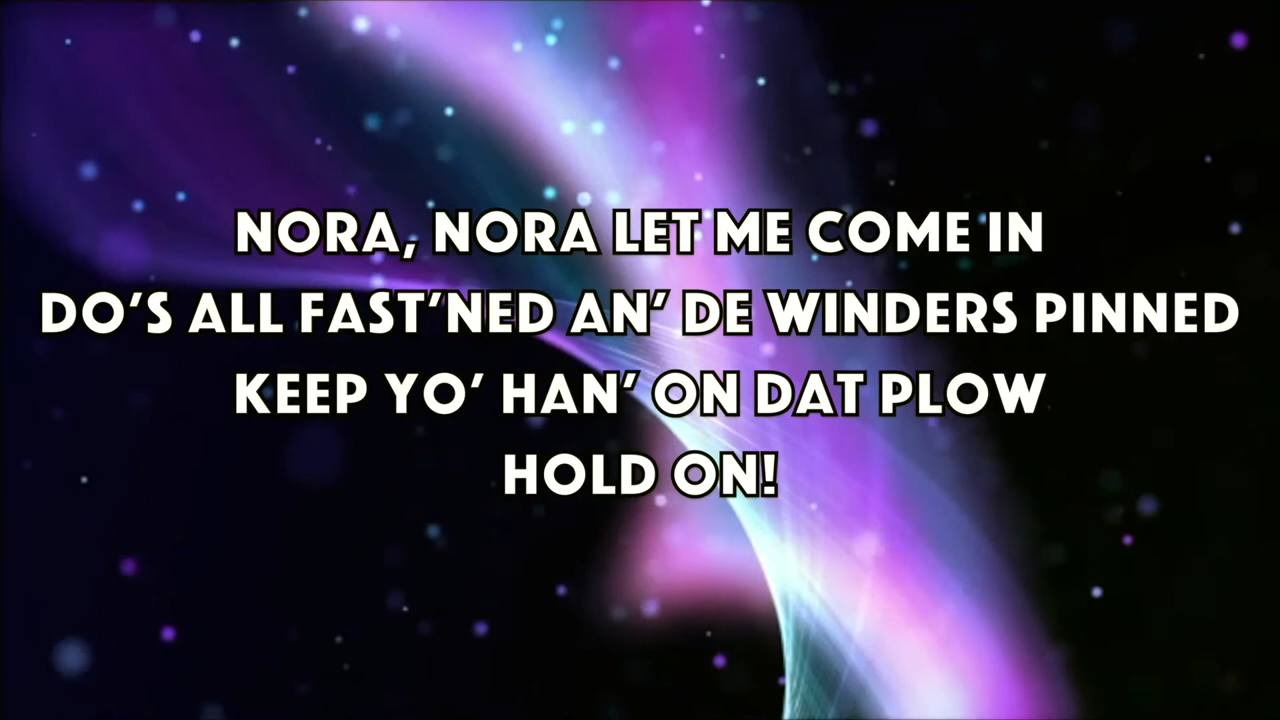 NORA, NORA LET ME COME IN
DO'S ALL FAST'NED AN' DE WINDERS PINNED
KEEP YO' HAN' ON DAT PLOW
HOLD ON!